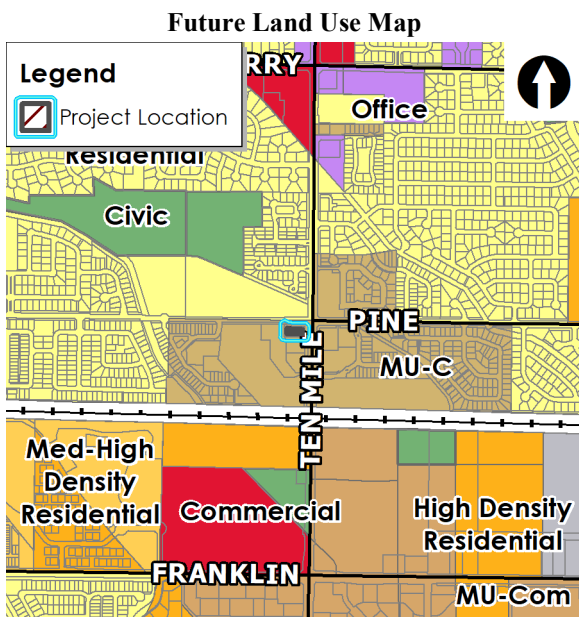 Future Land Use Map
RRY
Legend
Project Location
Office
Residential
Civic
PINE
TEN MILE
MU-C
Med-High
Density
Residential
Commercial
High Density
Residential
FRANKLIN
MU-Com